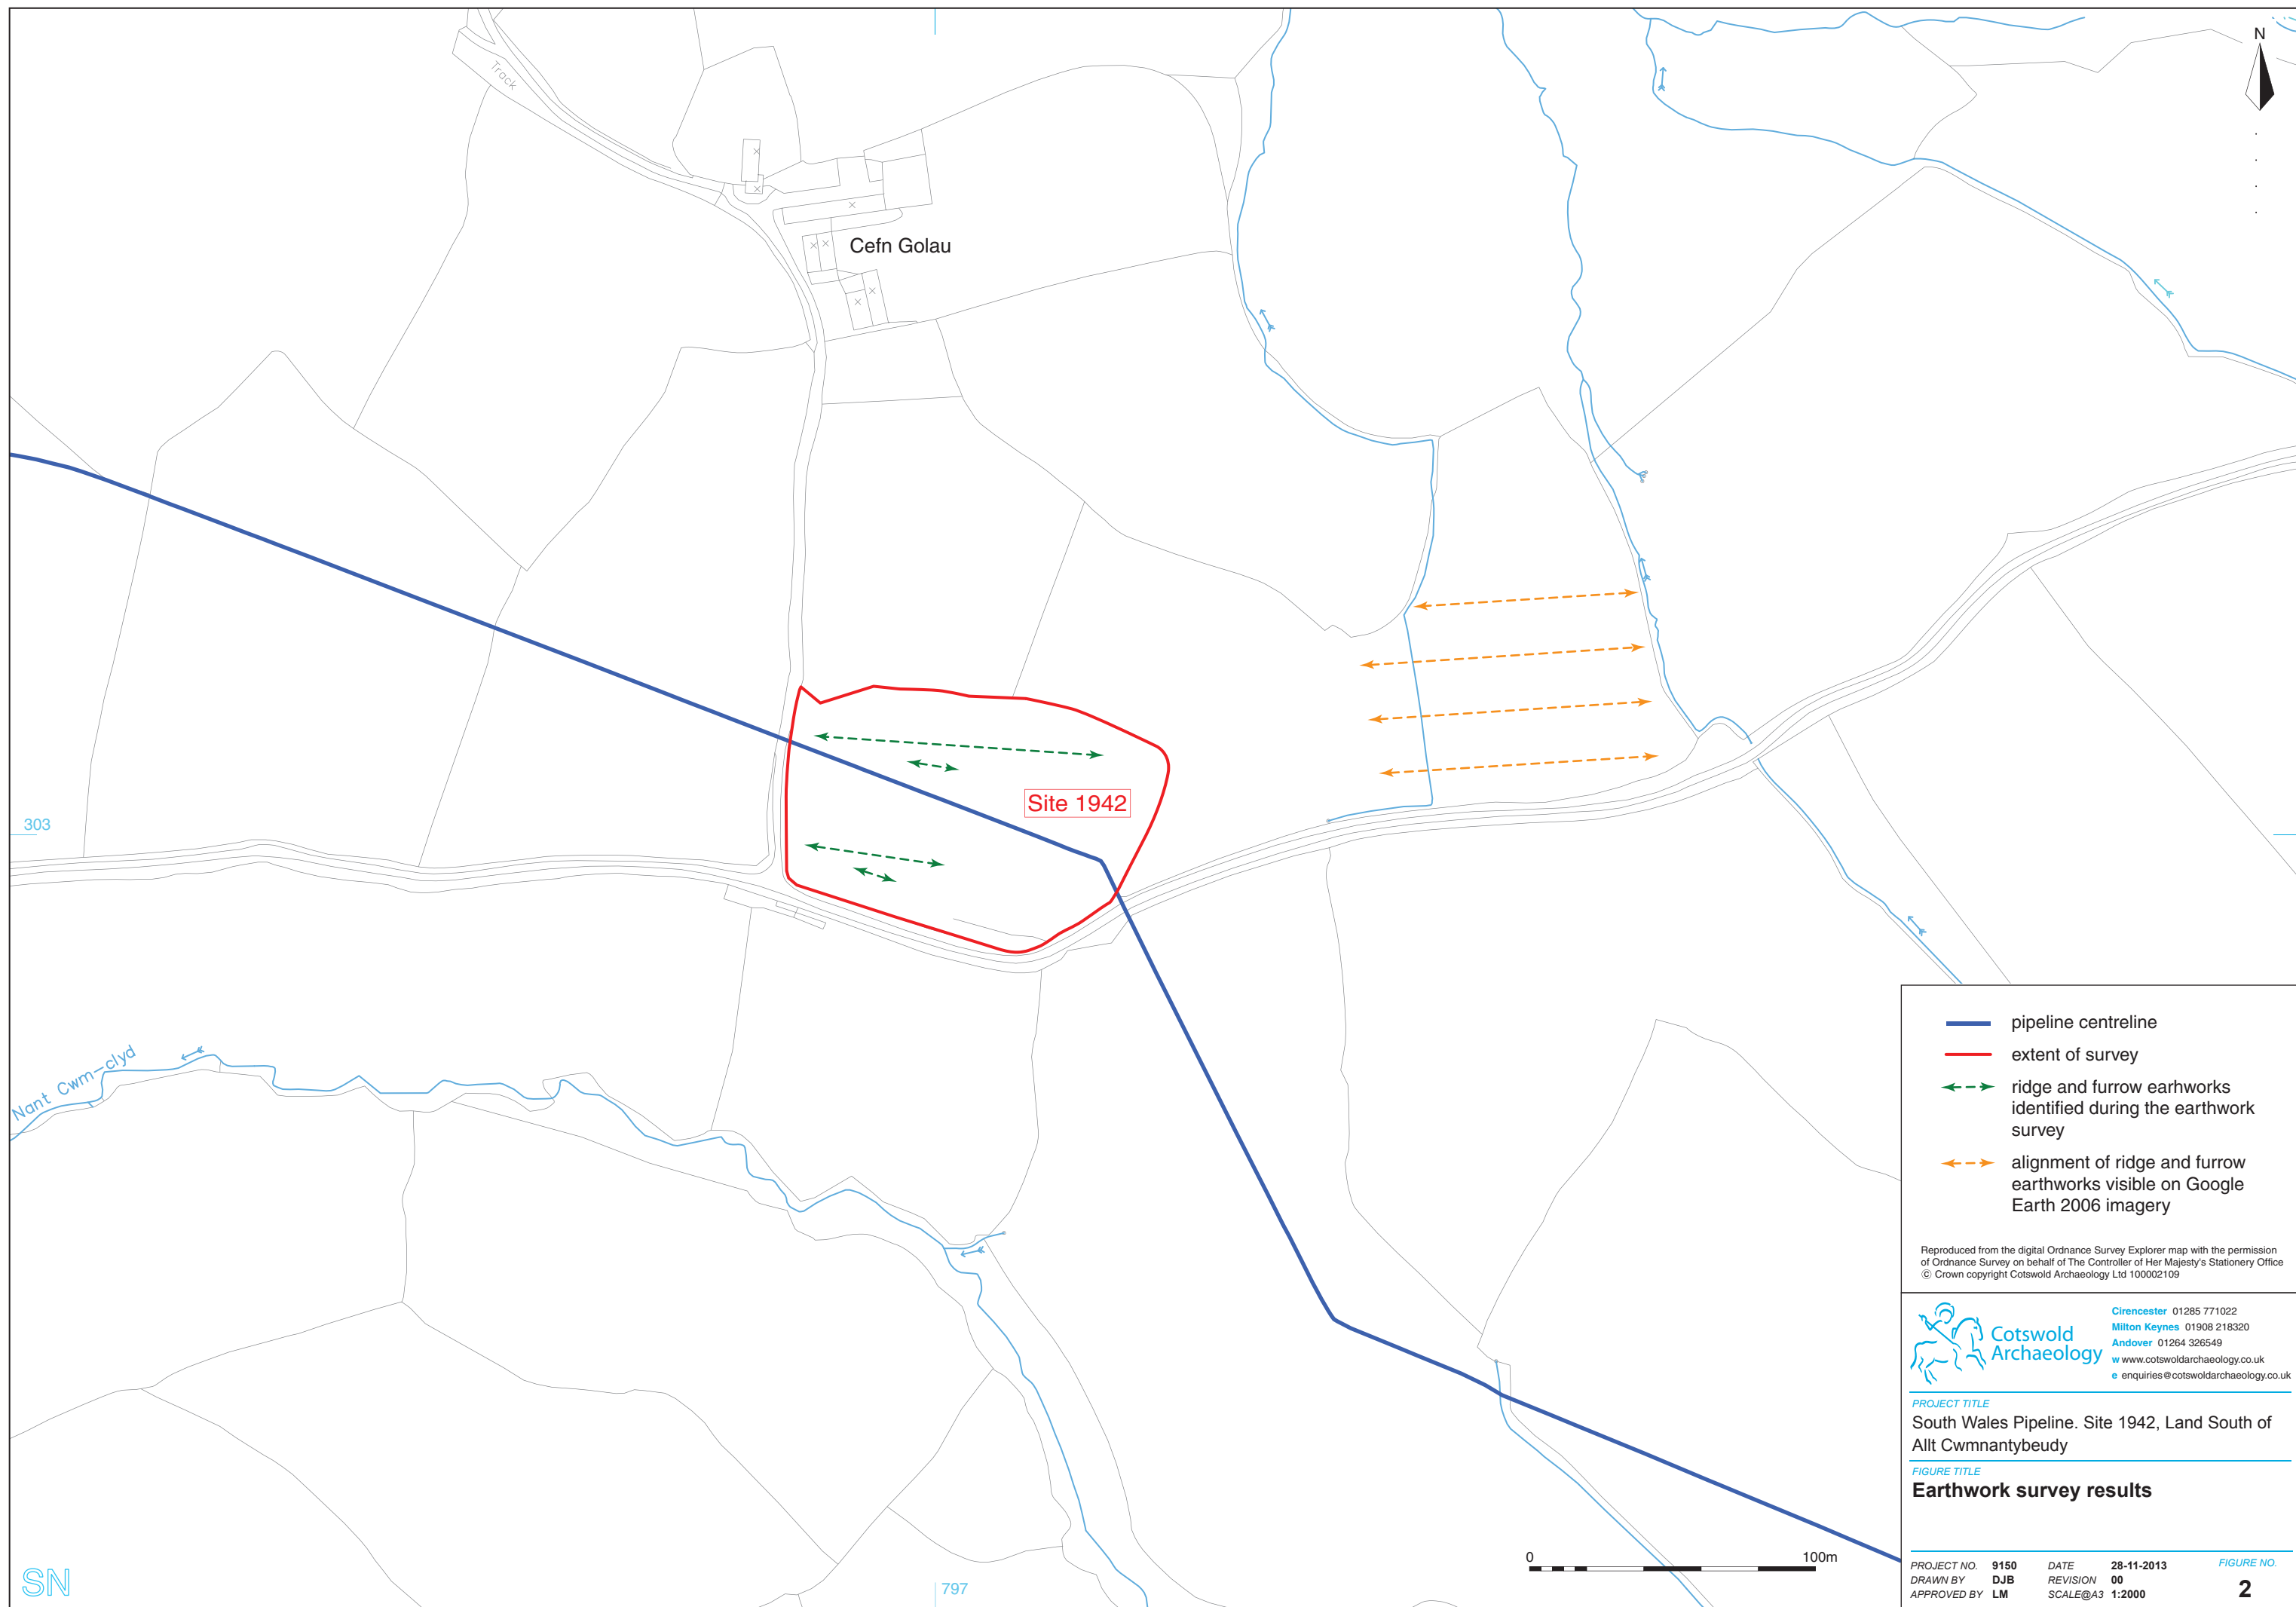 N
Track
Cefn Golau
Site 1942
303
Nant Cwm-clyd
SN
797
0 100m
pipeline centreline
extent of survey
ridge and furrow earhworks
identified during the earthwork
survey
alignment of ridge and furrow
earthworks visible on Google
Earth 2006 imagery
Reproduced from the digital Ordnance Survey Explorer map with the permission
of Ordnance Survey on behalf of The Controller of Her Majesty's Stationery Office
© Crown copyright Cotswold Archaeology Ltd 100002109
Cotswold
Archaeology
Cirencester 01285 771022
Milton Keynes 01908 218320
Andover 01264 326549
w www.cotswoldarchaeology.co.uk
e enquiries@cotswoldarchaeology.co.uk
PROJECT TITLE
South Wales Pipeline. Site 1942, Land South of
Allt Cwmnantybeudy
FIGURE TITLE
Earthwork survey results
PROJECT NO. 9150 DATE 28-11-2013 FIGURE NO.
DRAWN BY DJB REVISION 00
APPROVED BY LM SCALE@A3 1:2000 2